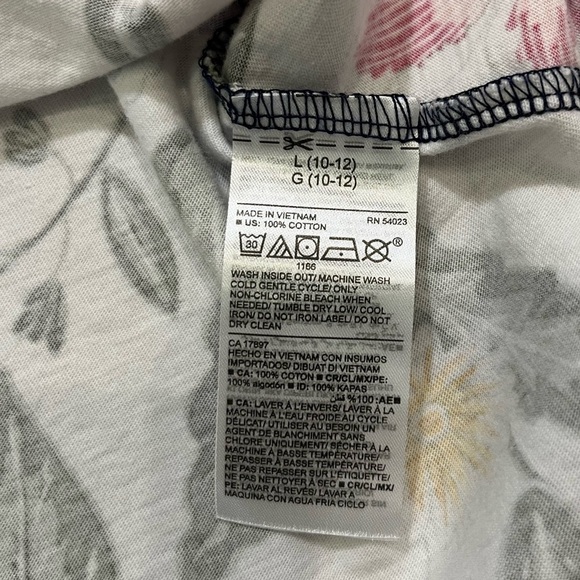 L (10-12)
G (10-12)
MADE IN VIETNAM RN 54023
■ US: 100% COTTON
30 ®
1166
WASH INSIDE OUT/ MACHINE WASH
COLD GENTLE CYCLE/ ONLY
NON-CHLORINE BLEACH WHEN
NEEDED/ TUMBLE DRY LOW/ COOL
IRON/ DO NOT IRON LABEL/ DO NOT
DRY CLEAN
CA 17897
HECHO EN VIETNAM CON INSUMOS
IMPORTADOS/ DIBUAT DI VIETNAM
■ CA: 100% COTON ■ CR/CL/MX/PE:
100% algodón ■ ID: 100% KAPAS
■ AE: 100% قطن
■ CA: LAVER À L'ENVERS/ LAVER À LA
MACHINE À L'EAU FROIDE AU CYCLE
DÉLICAT/ UTILISER AU BESOIN UN
AGENT DE BLANCHIMENT SANS
CHLORE UNIQUEMENT/ SÉCHER À LA
MACHINE À BASSE TEMPÉRATURE/
REPASSER À BASSE TEMPÉRATURE/
NE PAS REPASSER SUR L'ÉTIQUETTE/
NE PAS NETTOYER À SEC ■ CR/CL/MX/
PE: LAVAR AL REVÉS/ LAVAR A
MAQUINA CON AGUA FRIA CICLO